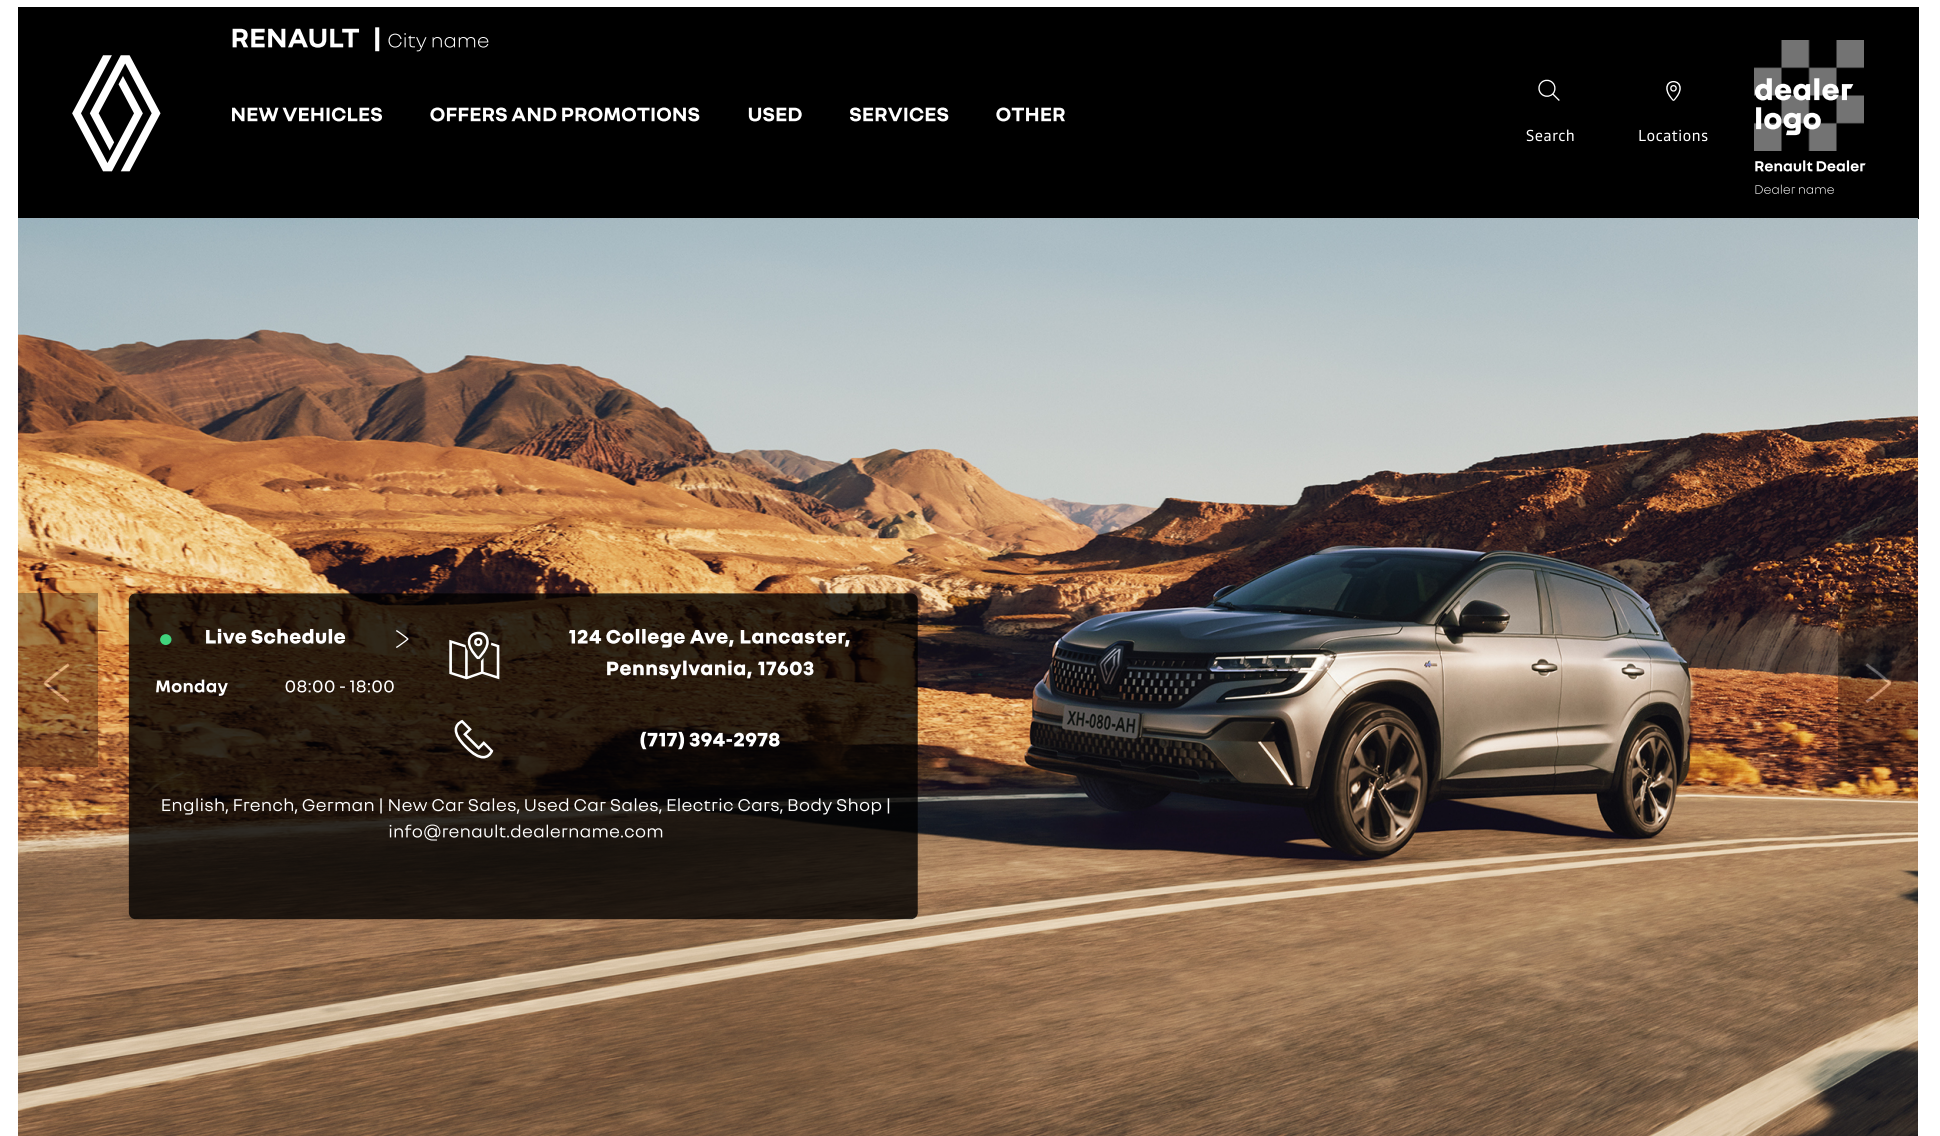 RENAULT | City name
NEW VEHICLES OFFERS AND PROMOTIONS USED SERVICES OTHER
Search
Locations
dealer
logo
Renault Dealer
Dealer name
Live Schedule
Monday 08:00 - 18:00
124 College Ave, Lancaster,
Pennsylvania, 17603
(717) 394-2978
English, French, German | New Car Sales, Used Car Sales, Electric Cars, Body Shop |
info@renault.dealername.com
XH-080-AH